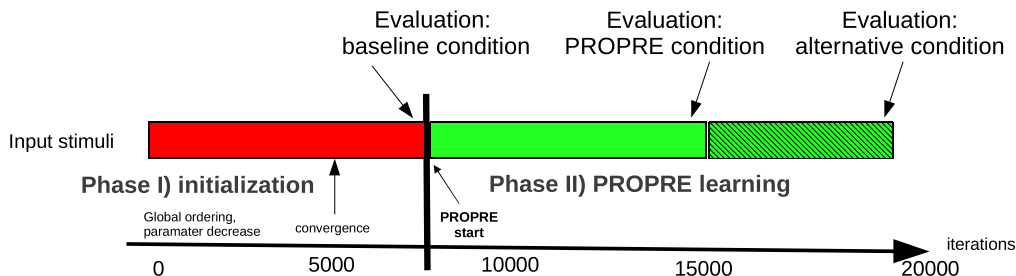 Evaluation:
baseline condition
Evaluation:
PROPRE condition
Evaluation:
alternative condition
Input stimuli
Phase I) initialization
Phase II) PROPRE learning
Global ordering,
paramater decrease
convergence
PROPRE
start
iterations
0
5000
10000
15000
20000